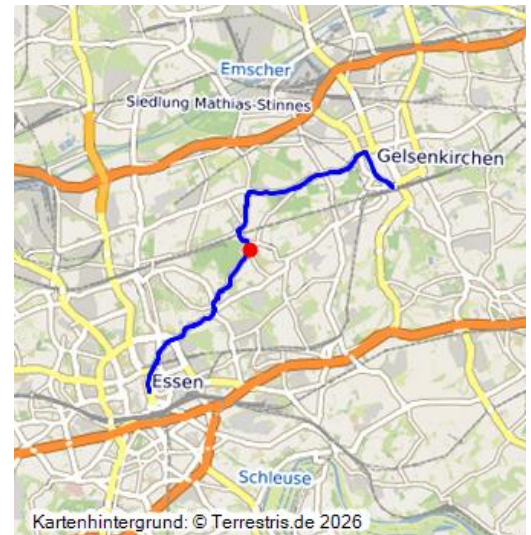 Emscher
Siedlung Mathias-Stinnes
Gelsenkirchen
Essen
Schleuse
Kartenhintergrund: © Terrestris.de 2026